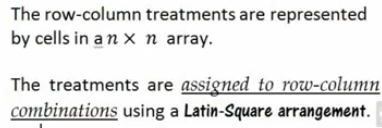 The row-column treatments are represented
by cells in a n × n array.
The treatments are assigned to row-column
combinations using a Latin-Square arrangement.